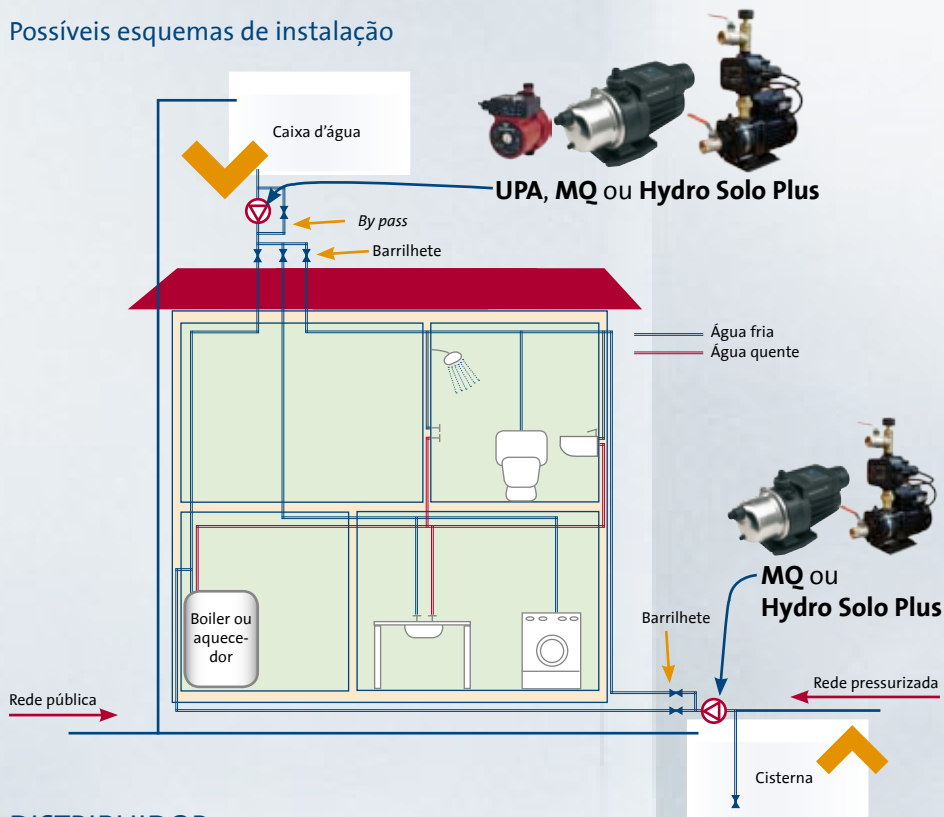 Possíveis esquemas de instalação
Caixa d'água
UPA, MQ ou Hydro Solo Plus
By pass
Barrilhete
Água fria
Água quente
MQ ou
Hydro Solo Plus
Boiler ou
aquece-
dor
Barrilhete
Rede pública
Rede pressurizada
Cisterna